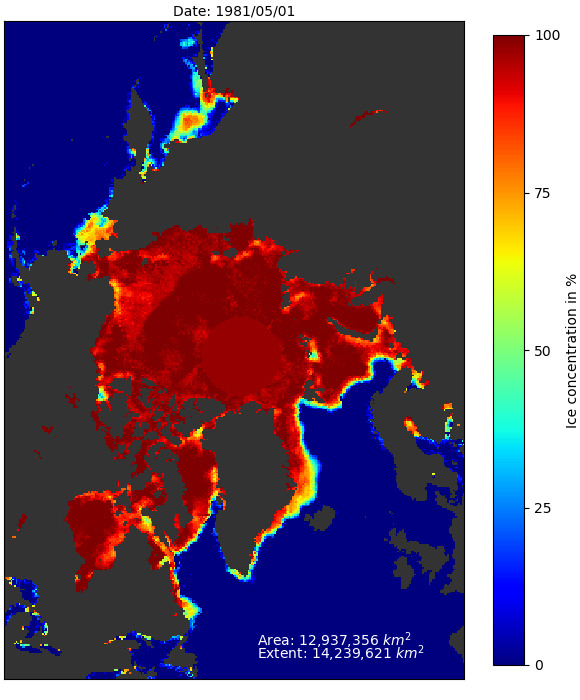 Date: 1981/05/01
100
75
50
25
0
Ice concentration in %
Area: 12,937,356 km²
Extent: 14,239,621 km²